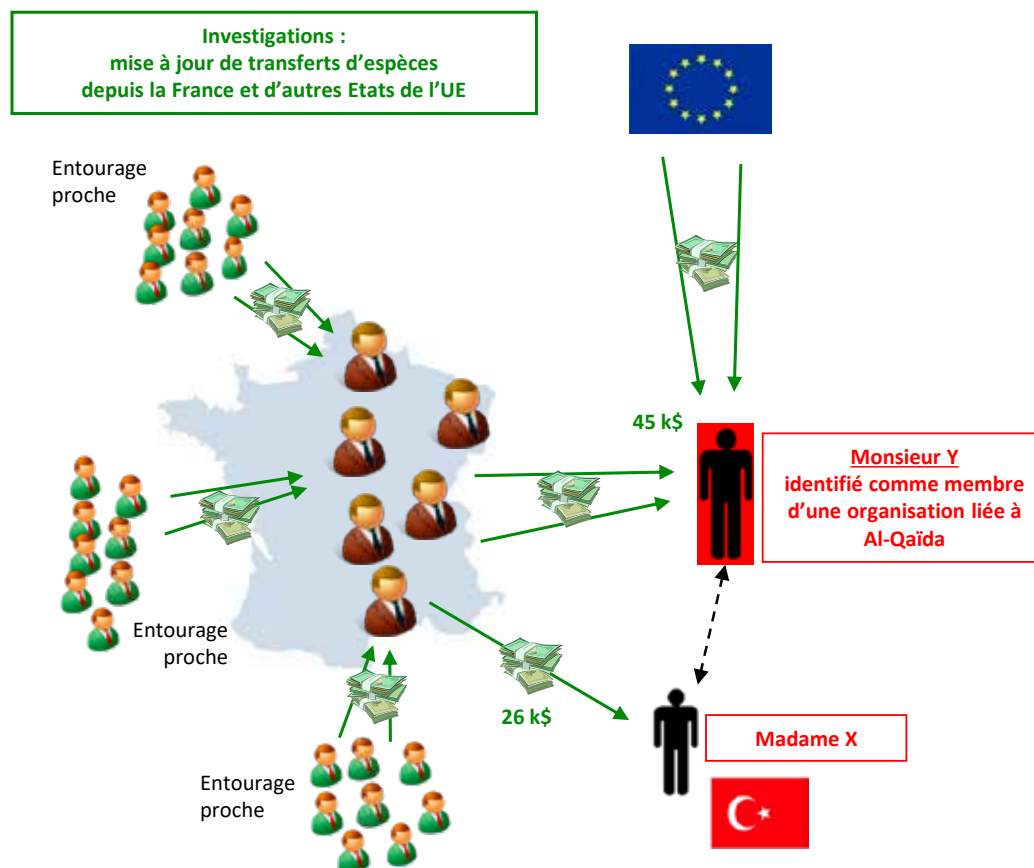 Investigations :
mise à jour de transferts d’espèces
depuis la France et d’autres Etats de l’UE
Entourage
proche
45 k$
Monsieur Y
identifié comme membre
d’une organisation liée à
Al-Qaïda
Entourage
proche
26 k$
Madame X
Entourage
proche